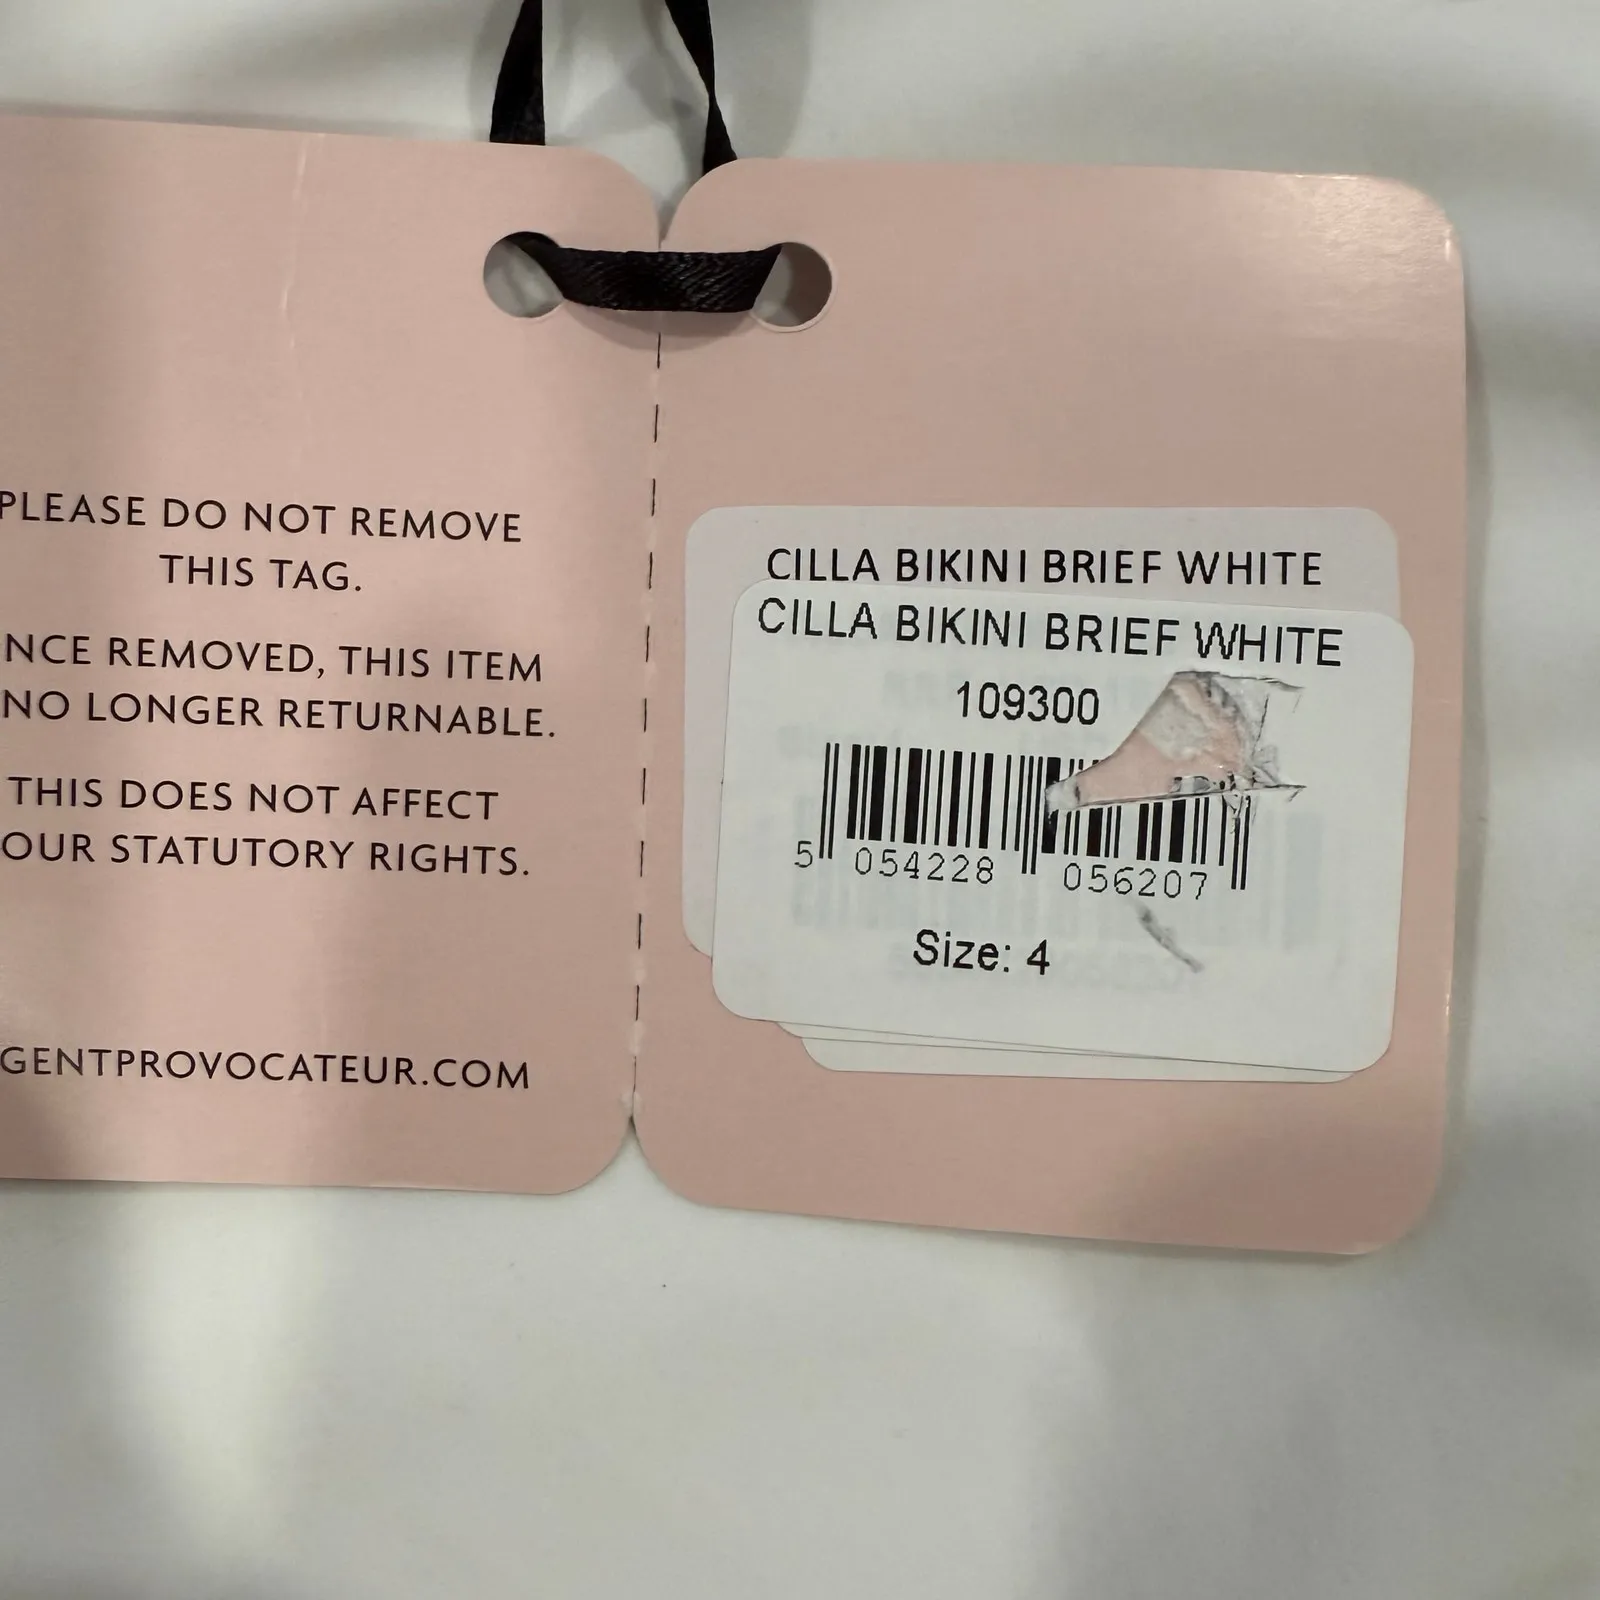 PLEASE DO NOT REMOVE
THIS TAG.
NCE REMOVED, THIS ITEM
NO LONGER RETURNABLE.
THIS DOES NOT AFFECT
OUR STATUTORY RIGHTS.
GENTPROVOCATEUR.COM
CILLA BIKINI BRIEF WHITE
CILLA BIKINI BRIEF WHITE
109300
5 054228 056207
Size: 4